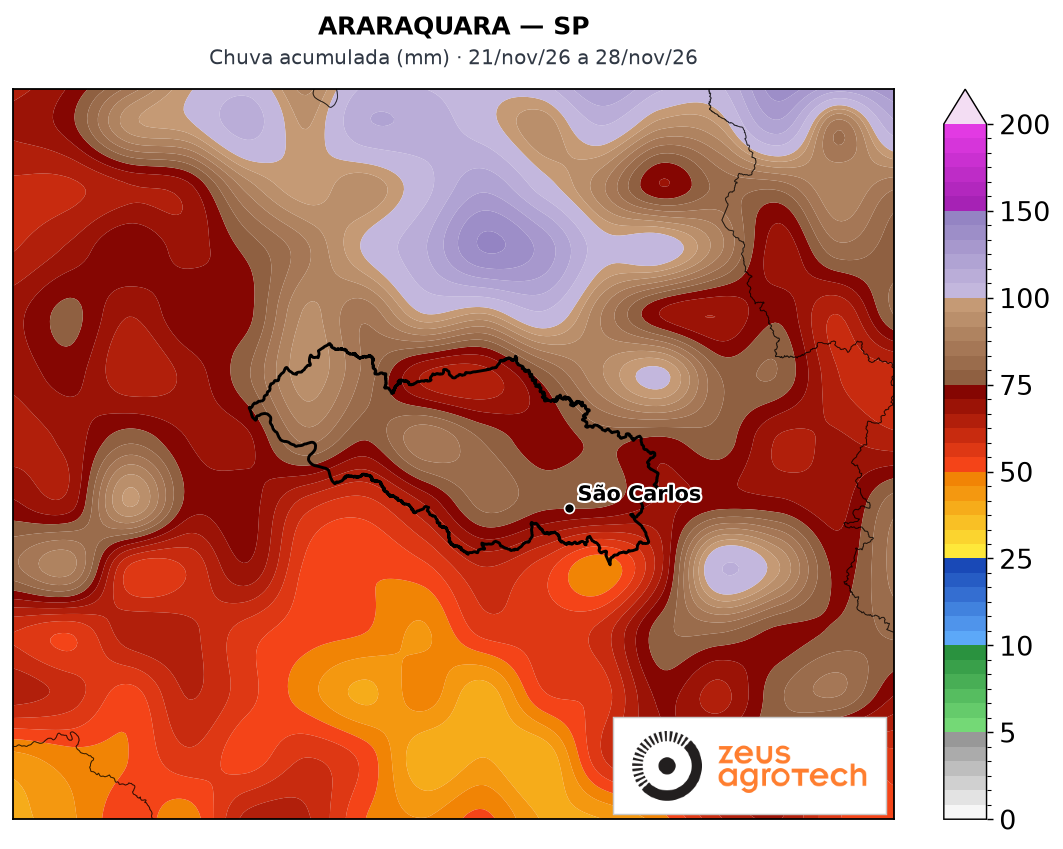 ARARAQUARA — SP
Chuva acumulada (mm) · 21/nov/26 a 28/nov/26
200
150
100
75
50
25
10
5
0
São Carlos
zeus
agrotech